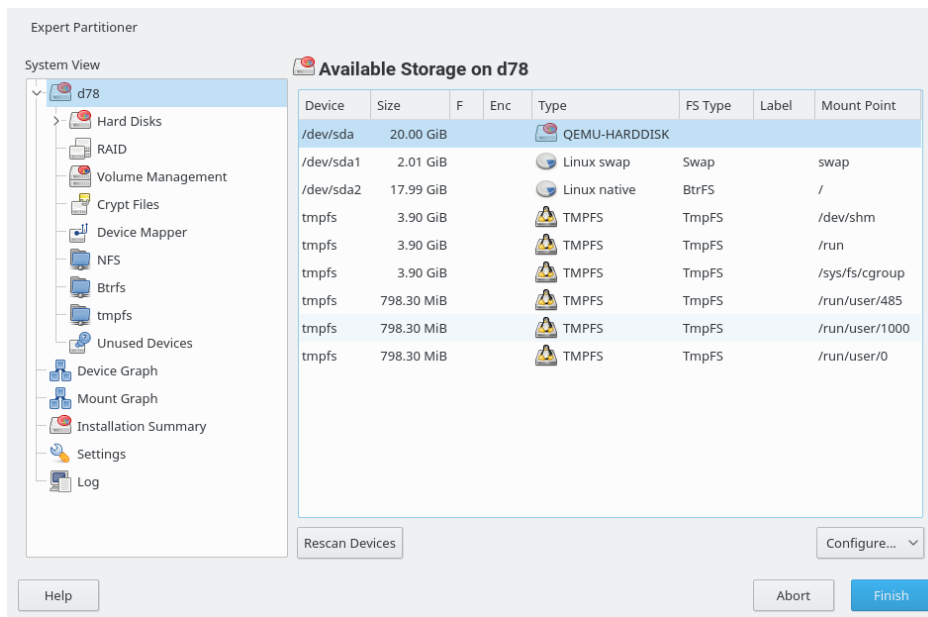 Expert Partitioner
System View
d78
Hard Disks
RAID
Volume Management
Crypt Files
Device Mapper
NFS
Btrfs
tmpfs
Unused Devices
Device Graph
Mount Graph
Installation Summary
Settings
Log
Available Storage on d78
Device Size F Enc Type FS Type Label Mount Point
/dev/sda 20.00 GiB QEMU-HARDDISK
/dev/sda1 2.01 GiB Linux swap Swap swap
/dev/sda2 17.99 GiB Linux native BtrFS /
tmpfs 3.90 GiB TMPFS TmpFS /dev/shm
tmpfs 3.90 GiB TMPFS TmpFS /run
tmpfs 3.90 GiB TMPFS TmpFS /sys/fs/cgroup
tmpfs 798.30 MiB TMPFS TmpFS /run/user/485
tmpfs 798.30 MiB TMPFS TmpFS /run/user/1000
tmpfs 798.30 MiB TMPFS TmpFS /run/user/0
Rescan Devices Configure...
Help Abort Finish